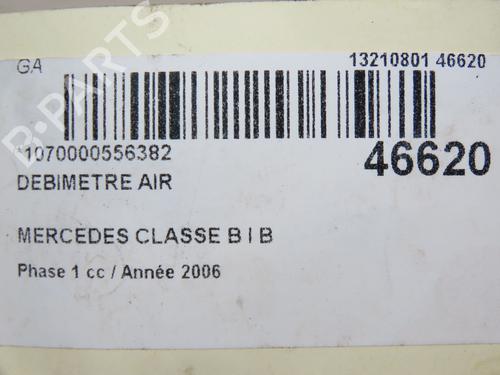 GA 13210801 46620
*1070000556382 46620
DEBIMETRE AIR
MERCEDES CLASSE B I B
Phase 1 cc / Année 2006
B-PARTS